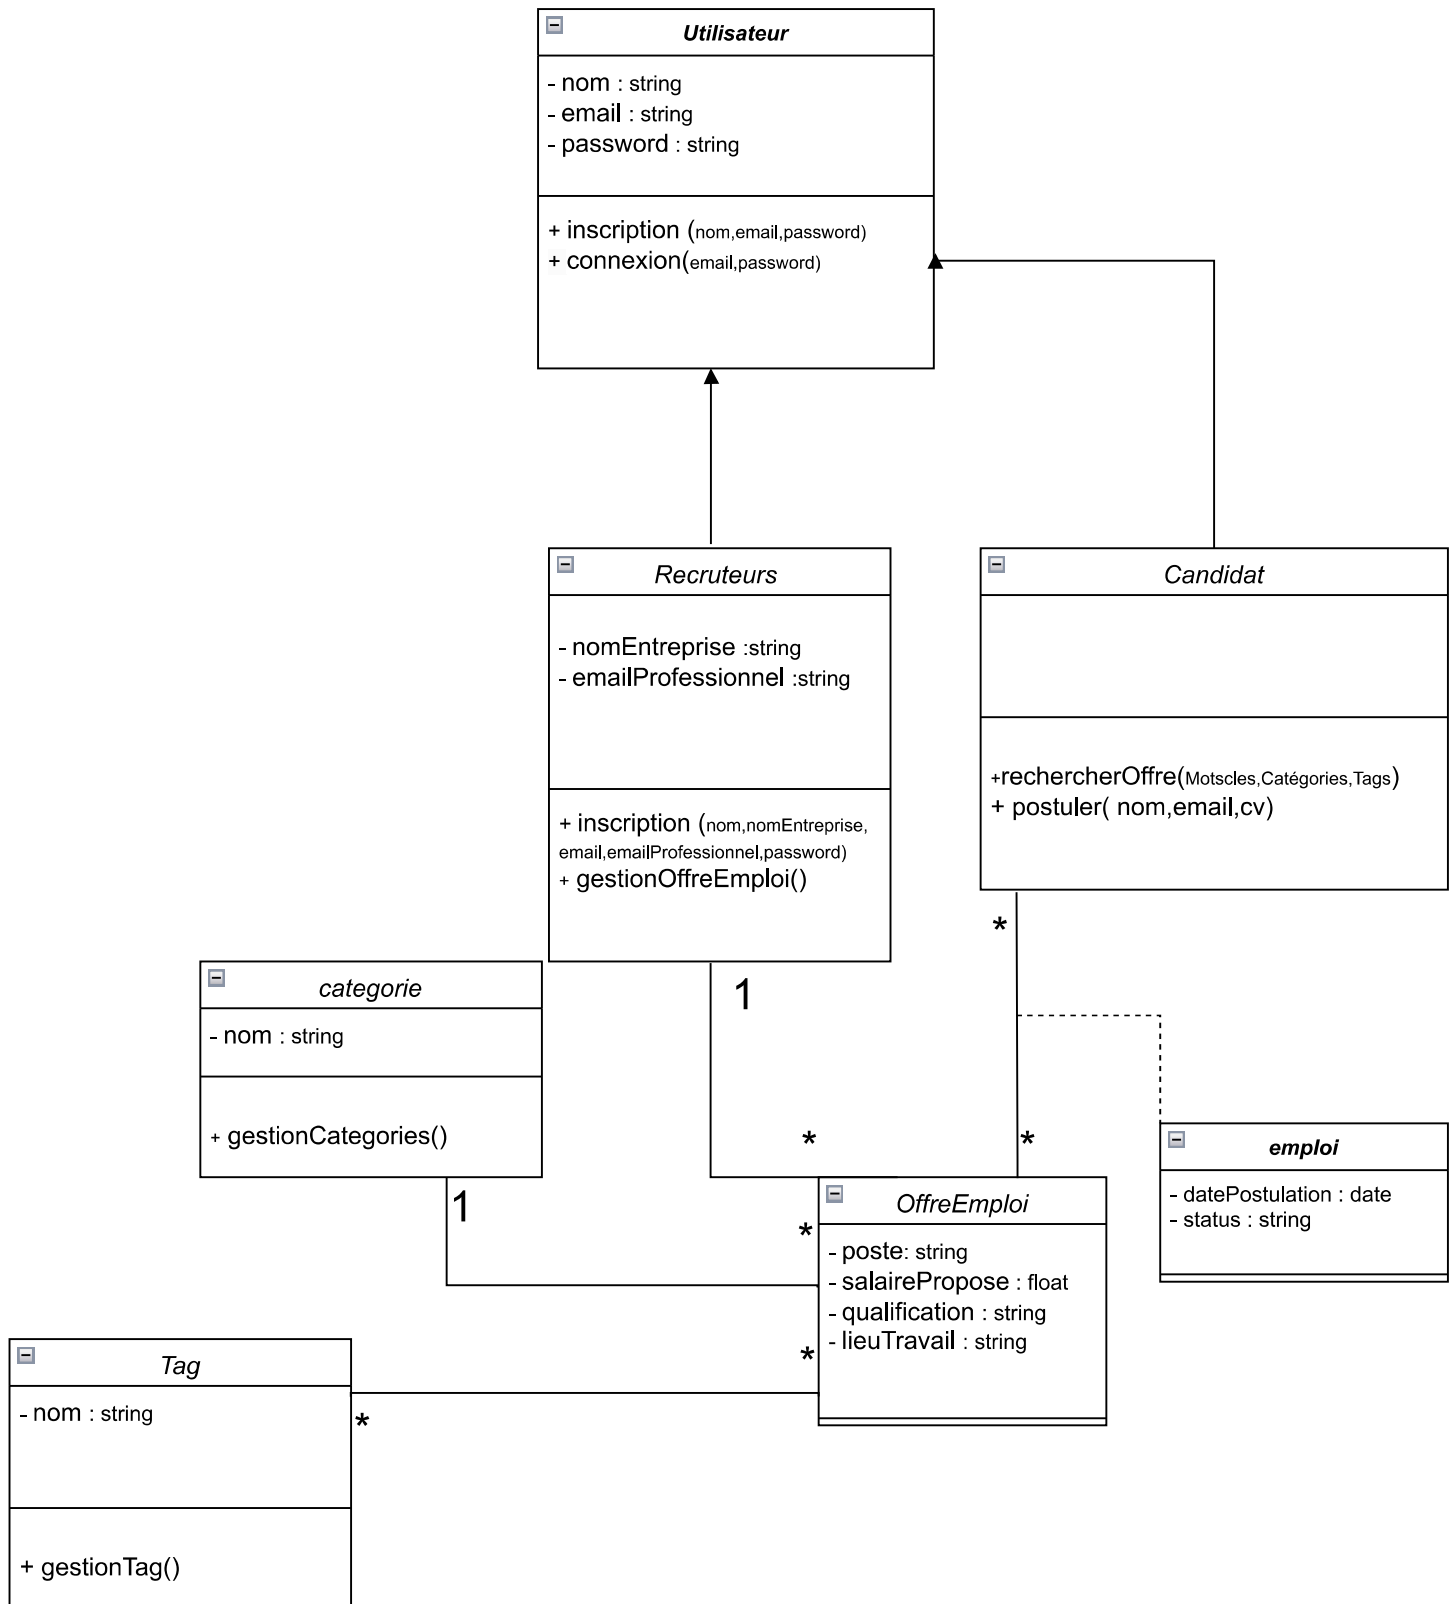 Utilisateur
- nom : string
- email : string
- password : string
+ inscription (nom,email,password)
+ connexion(email,password)
Recruteurs
- nomEntreprise :string
- emailProfessionnel :string
+ inscription (nom,nomEntreprise,
email,emailProfessionnel,password)
+ gestionOffreEmploi()
Candidat
+rechercherOffre(Motscles,Catégories,Tags)
+ postuler( nom,email,cv)
*
1
categorie
- nom : string
+ gestionCategories()
1
*
*
emploi
- datePostulation : date
- status : string
OffreEmploi
*
- poste: string
- salairePropose : float
- qualification : string
- lieuTravail : string
*
Tag
- nom : string
*
+ gestionTag()